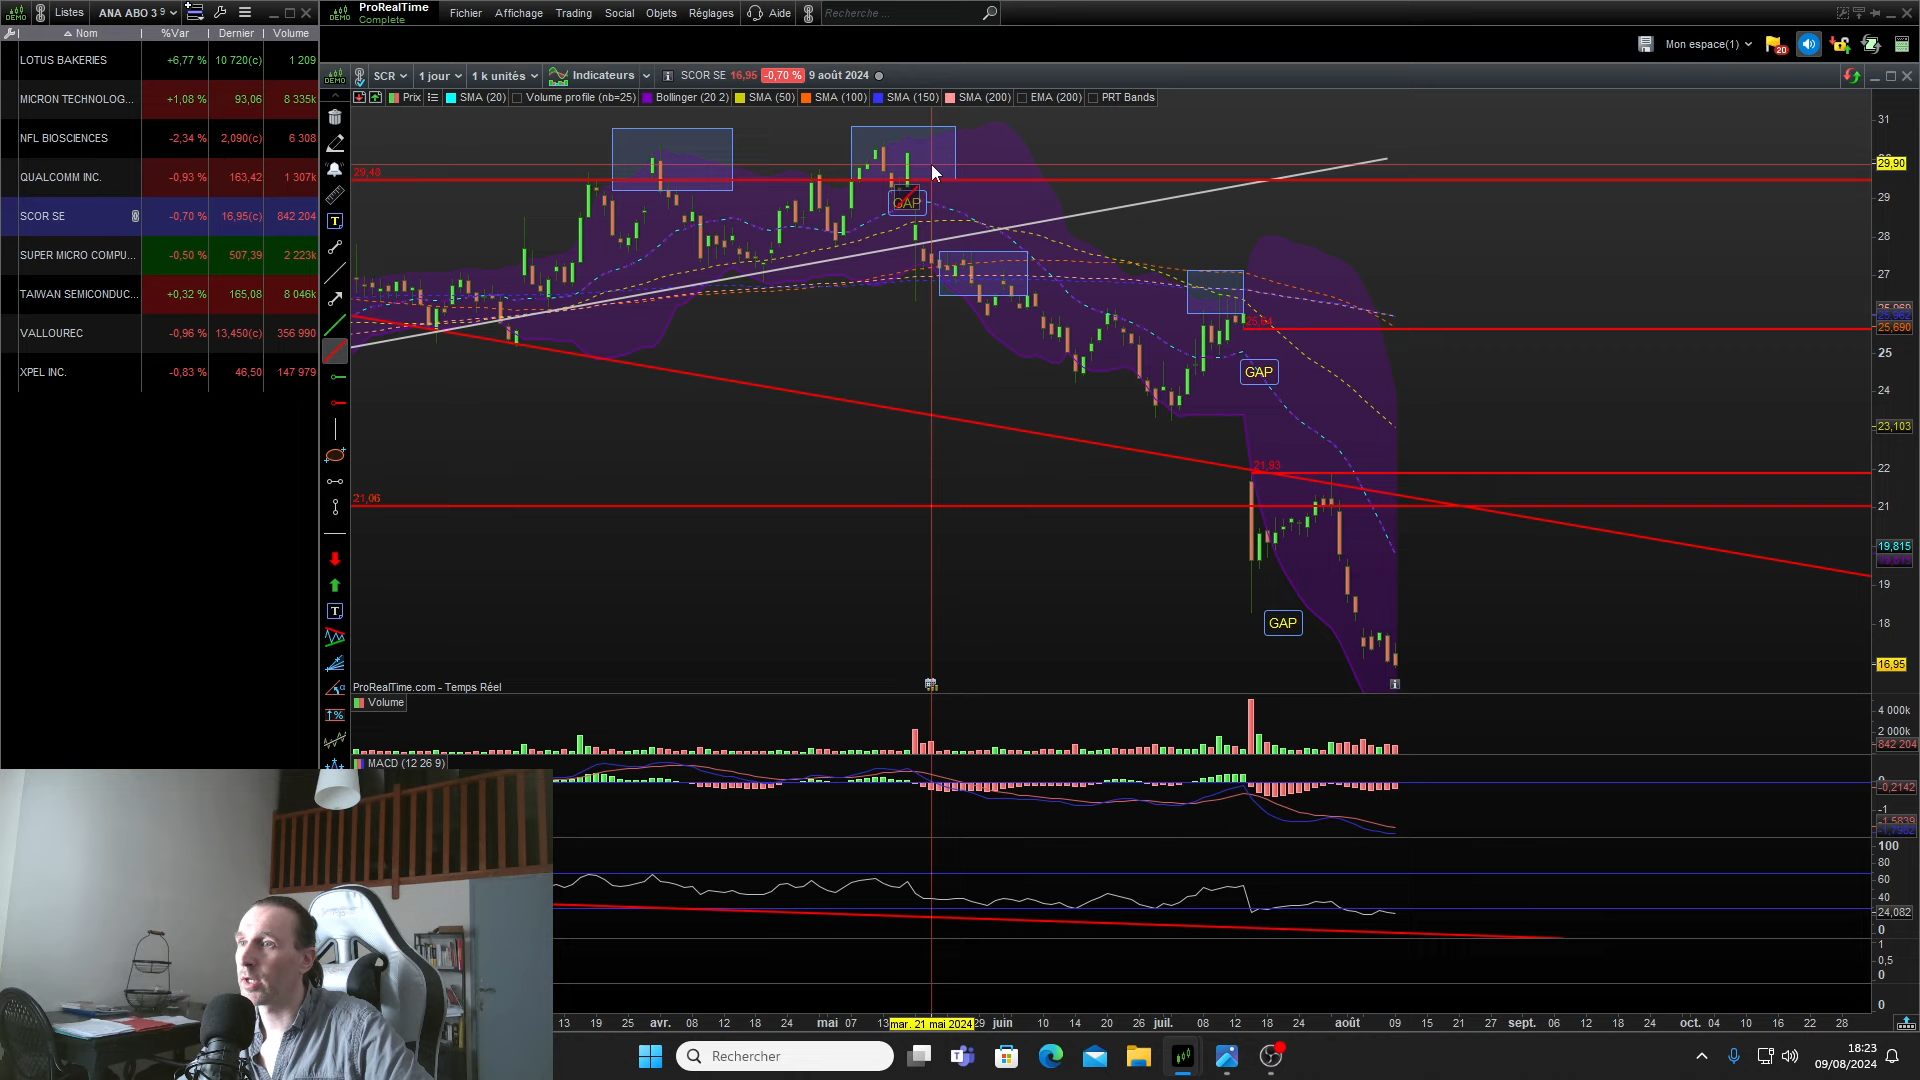 DEMO Listes ANA ABO 3 9
DEMO ProRealTime Complete Fichier Affichage Trading Social Objets Réglages Aide Recherche ...
Nom %Var Dernier Volume
LOTUS BAKERIES +6,77 % 10 720(c) 1 209
MICRON TECHNOLOG... +1,08 % 93,06 8 335k
NFL BIOSCIENCES -2,34 % 2,090(c) 6 308
QUALCOMM INC. -0,93 % 163,42 1 307k
SCOR SE -0,70 % 16,95(c) 842 204
SUPER MICRO COMPU... -0,50 % 507,39 2 223k
TAIWAN SEMICONDUC... +0,32 % 165,08 8 046k
VALLOUREC -0,96 % 13,450(c) 356 990
XPEL INC. -0,83 % 46,50 147 979
Mon espace(1) 20
DEMO SCR 1 jour 1 k unités Indicateurs SCOR SE 16,95 -0,70 % 9 août 2024
Prix SMA (20) Volume profile (nb=25) Bollinger (20 2) SMA (50) SMA (100) SMA (150) SMA (200) EMA (200) PRT Bands
31
29,90
29,48
29
GAP
28
27
25,64
25,690
25
GAP
24
23,103
22
21,93
21,06
21
19,815
19
GAP
18
16,95
ProRealTime.com - Temps Réel
Volume
4 000k
2 000k
842 204
MACD (12 26 9)
0
-0,2142
-1
-1,5839
100
80
60
40
24,082
0
1
0,5
0
0
13 19 25 avr. 08 12 18 24 mai 07 13 mar. 21 mai 2024 29 juin 10 14 20 26 juil. 08 12 18 24 août 09 15 21 27 sept. 06 12 18 24 oct. 04 10 16 22 28
Rechercher
18:23
09/08/2024